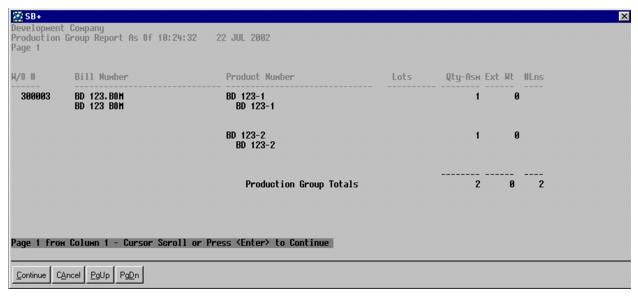 SB+
Development Company
Production Group Report As Of 10:24:32 22 JUL 2002
Page 1
W/O # Bill Number Product Number Lots Qty-Asm Ext Wt #Lns
300003 BD 123.BOM BD 123-1 1 0
BD 123 BOM BD 123-1
BD 123-2 1 0
BD 123-2
Production Group Totals 2 0 2
Page 1 from Column 1 - Cursor Scroll or Press <Enter> to Continue
Continue CAncel PgUp PgDn